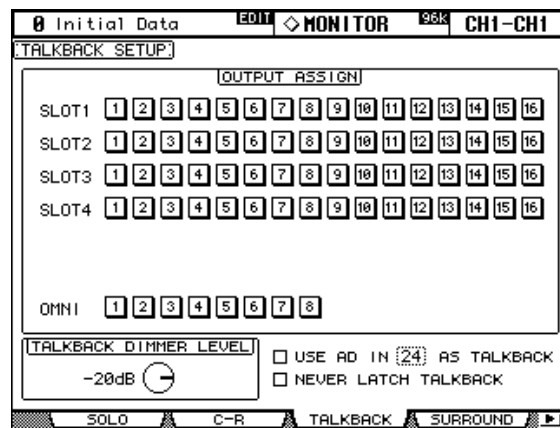 0 Initial Data EDIT ◇MONITOR 96k CH1-CH1
TALKBACK SETUP
OUTPUT ASSIGN
SLOT1 1 2 3 4 5 6 7 8 9 10 11 12 13 14 15 16
SLOT2 1 2 3 4 5 6 7 8 9 10 11 12 13 14 15 16
SLOT3 1 2 3 4 5 6 7 8 9 10 11 12 13 14 15 16
SLOT4 1 2 3 4 5 6 7 8 9 10 11 12 13 14 15 16
OMNI 1 2 3 4 5 6 7 8
TALKBACK DIMMER LEVEL
-20dB
USE AD IN 24 AS TALKBACK
NEVER LATCH TALKBACK
SOLO C-R TALKBACK SURROUND